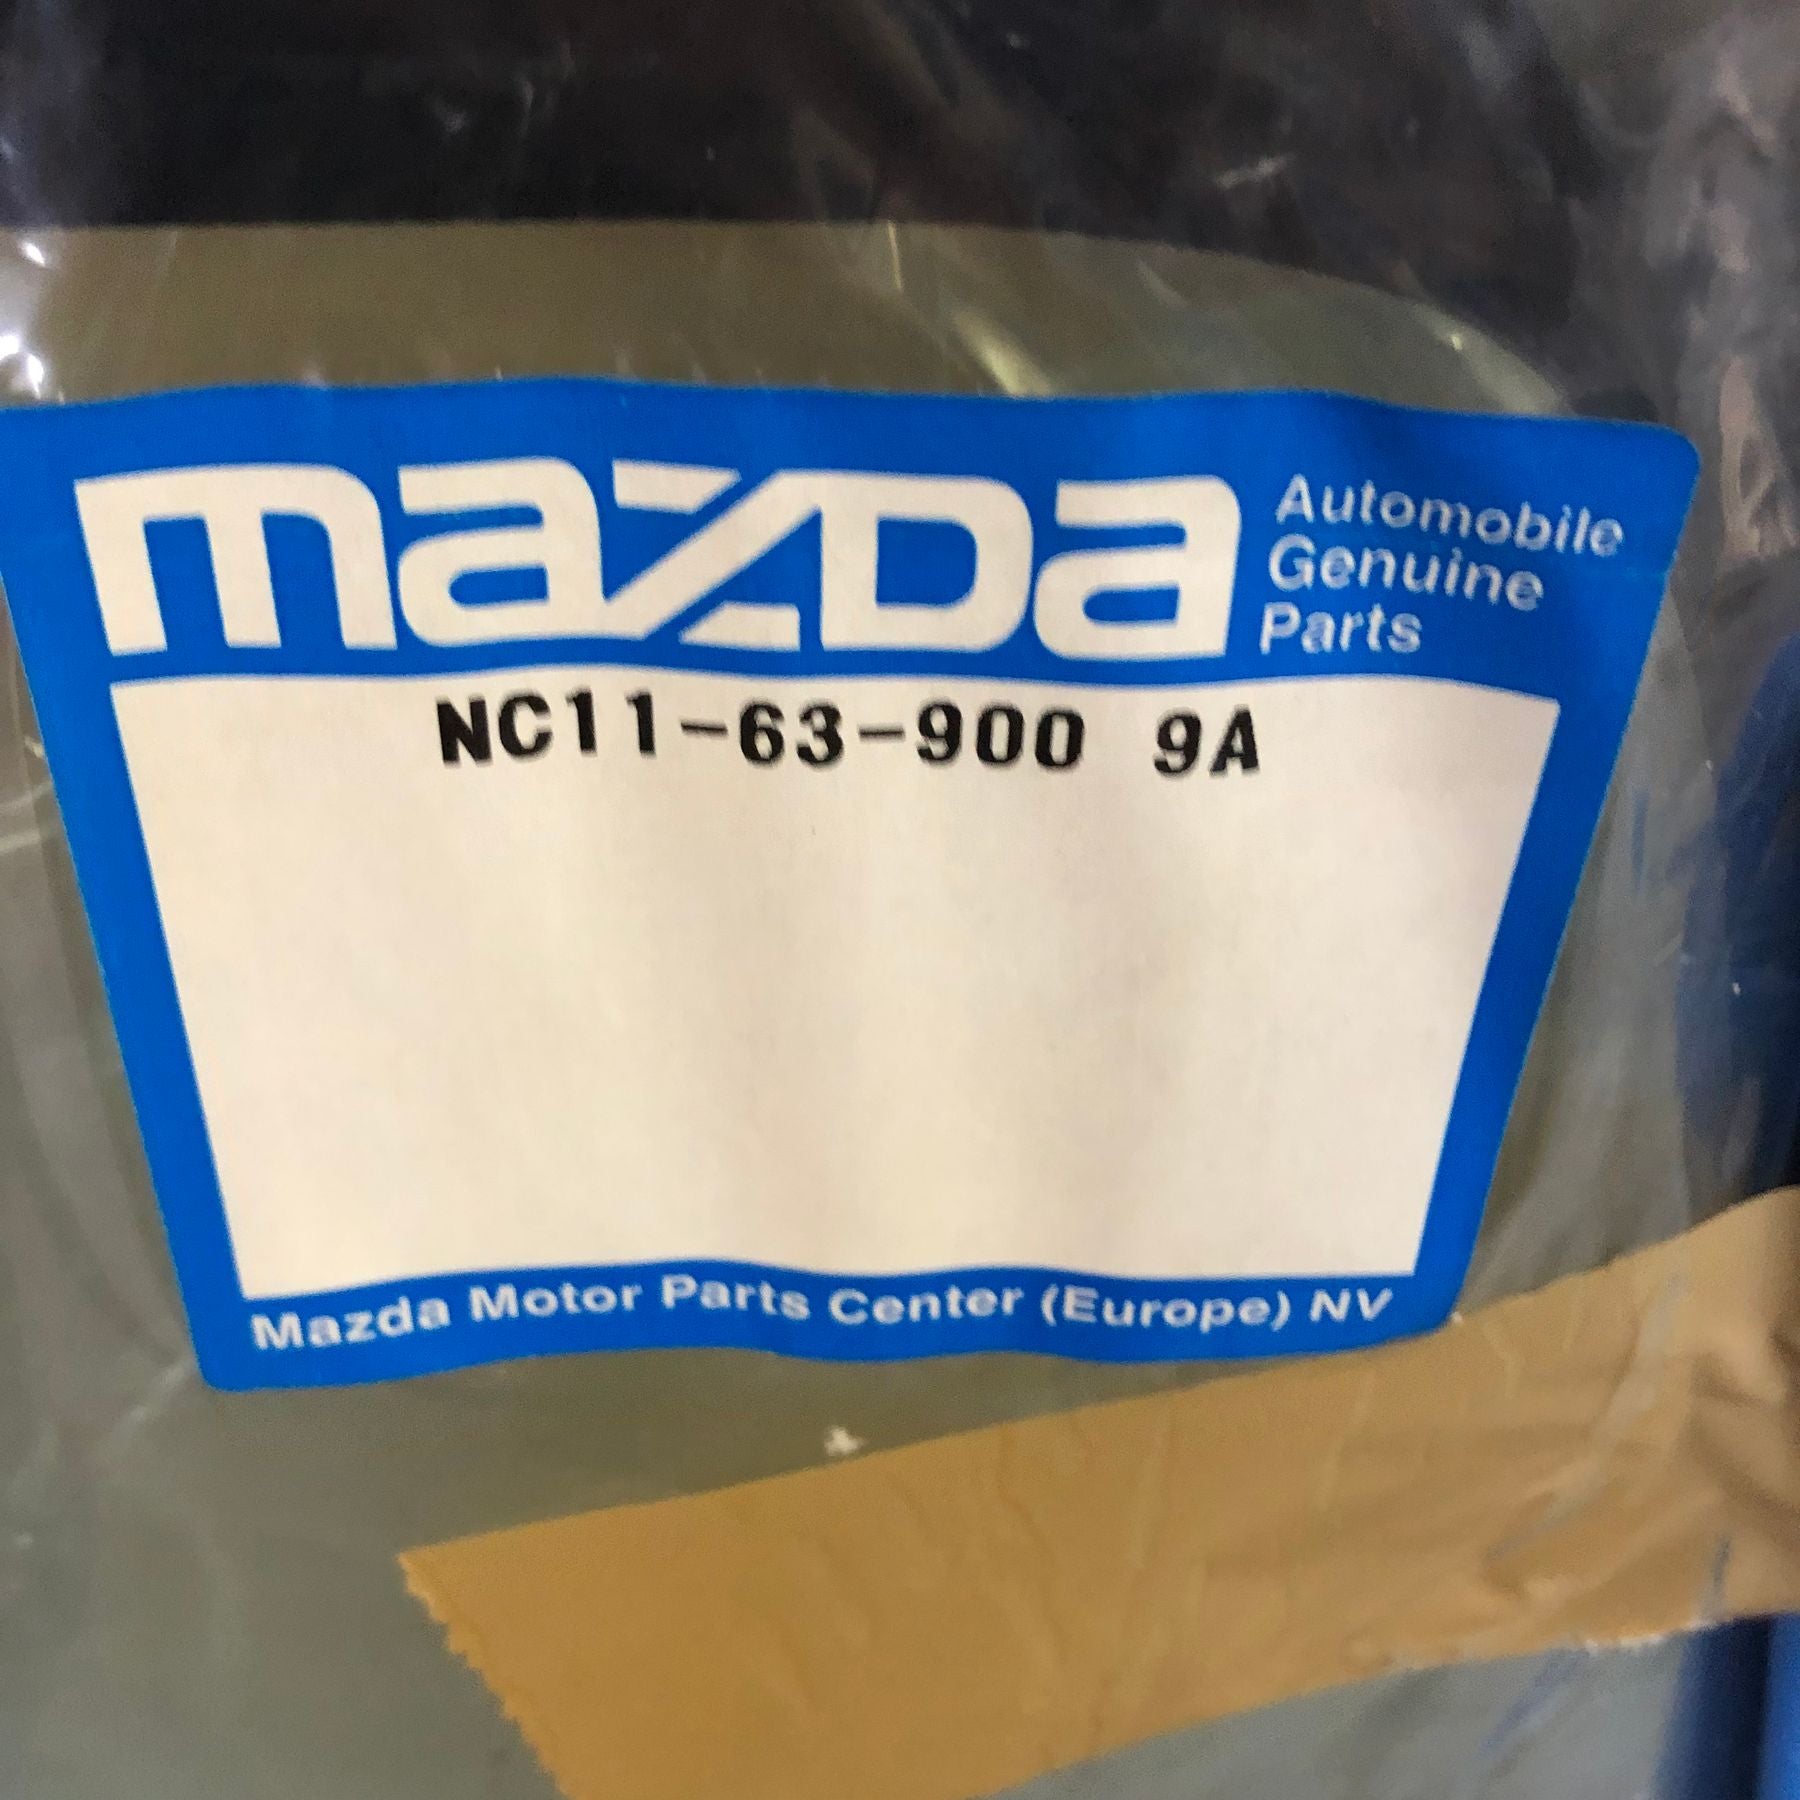 mazDa
Automobile
Genuine
Parts
NC11-63-900 9A
Mazda Motor Parts Center (Europe) NV